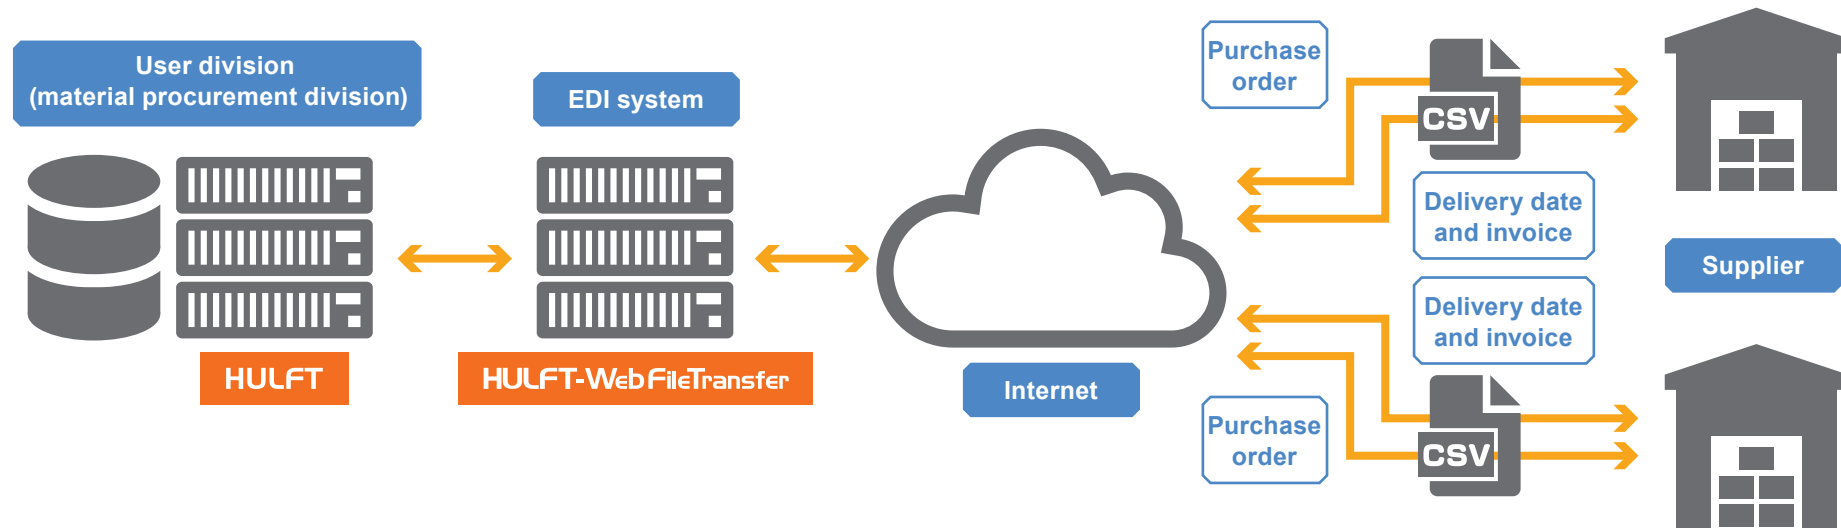 User division
(material procurement division)
HULFT
EDI system
HULFT-WebFileTransfer
Internet
Purchase
order
CSV
Delivery date
and invoice
Supplier
Delivery date
and invoice
Purchase
order
CSV